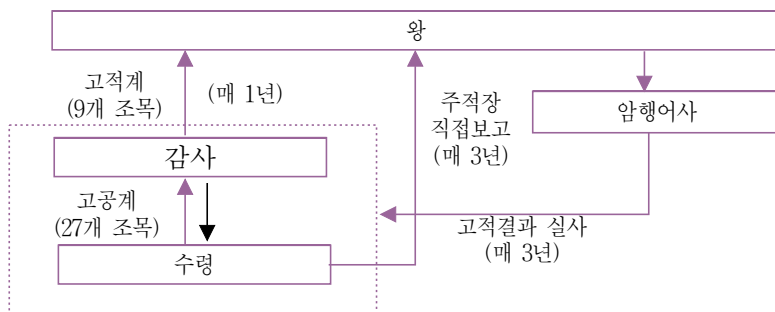 왕
고적계
(9개 조목)
(매 1년)
주적장
직접보고
(매 3년)
암행어사
감사
고공계
(27개 조목)
고적결과 실사
(매 3년)
수령